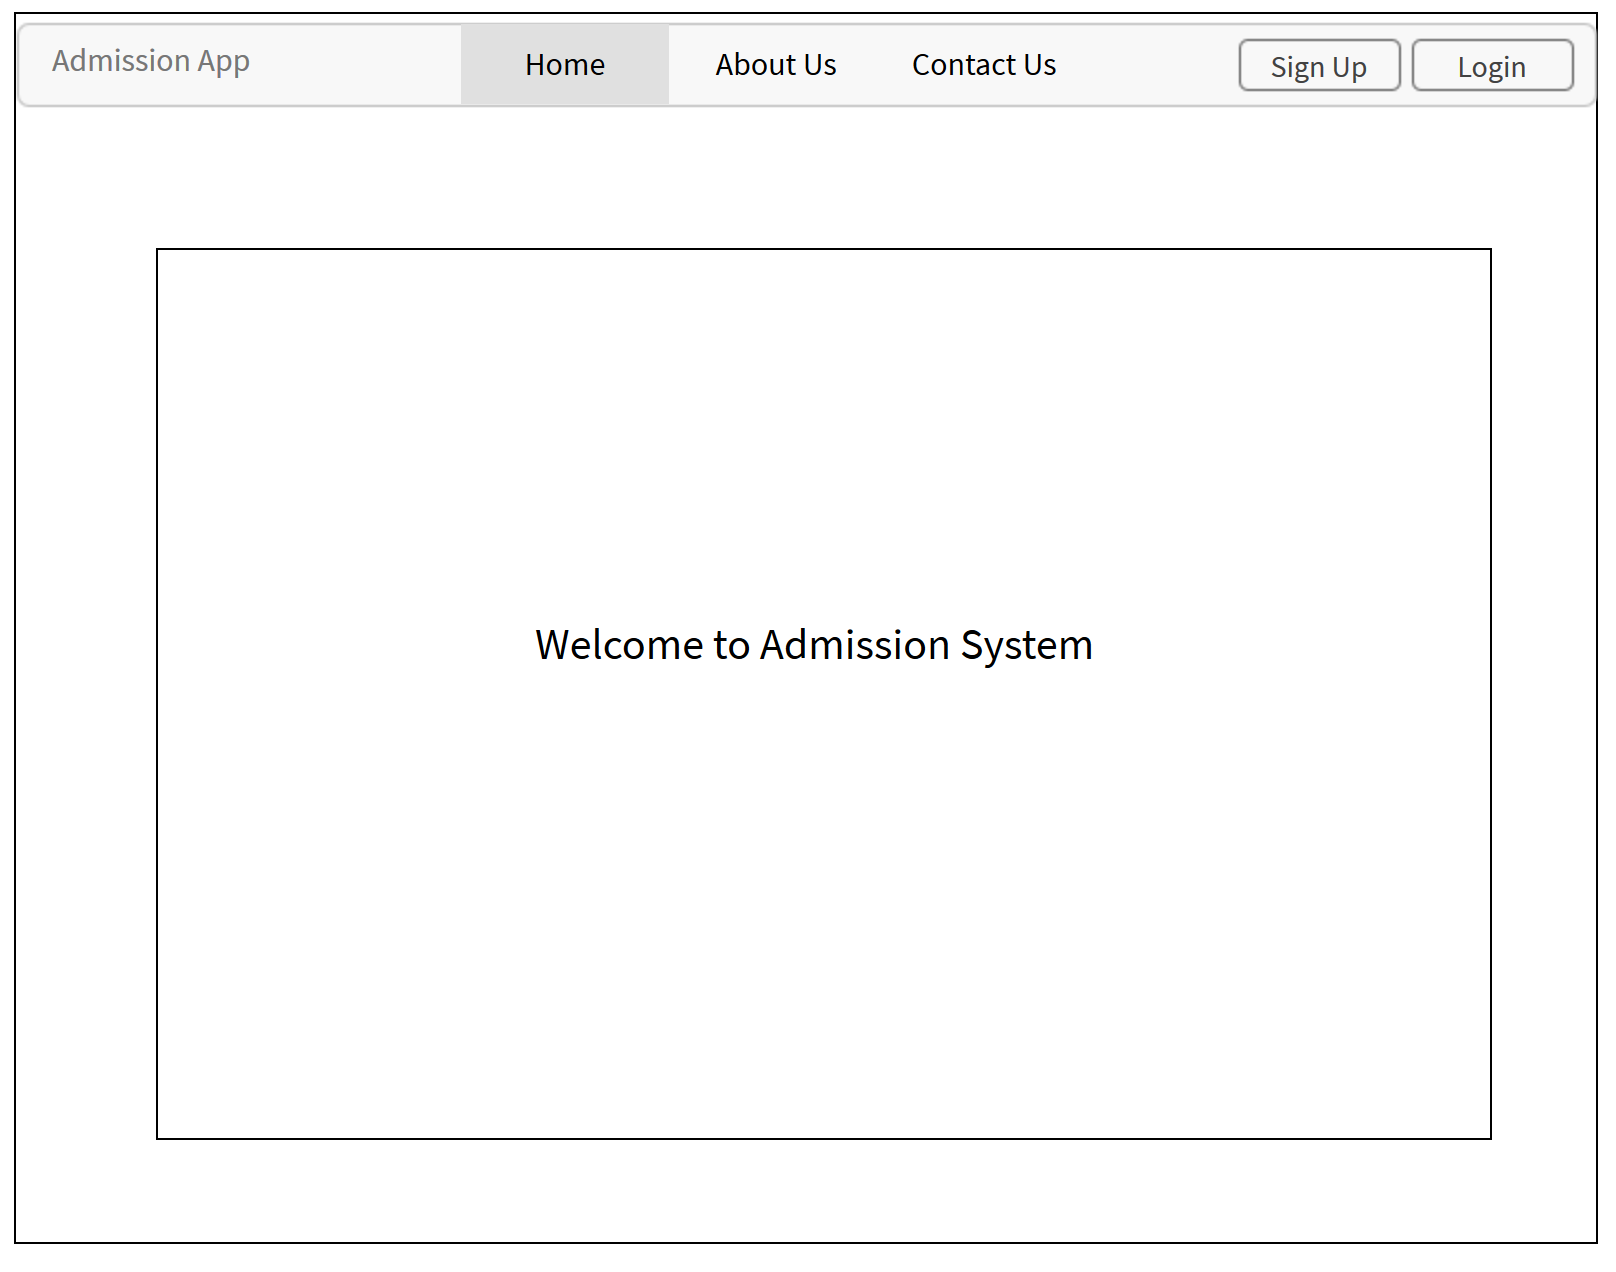 Admission App
Home
About Us
Contact Us
Sign Up
Login
Welcome to Admission System